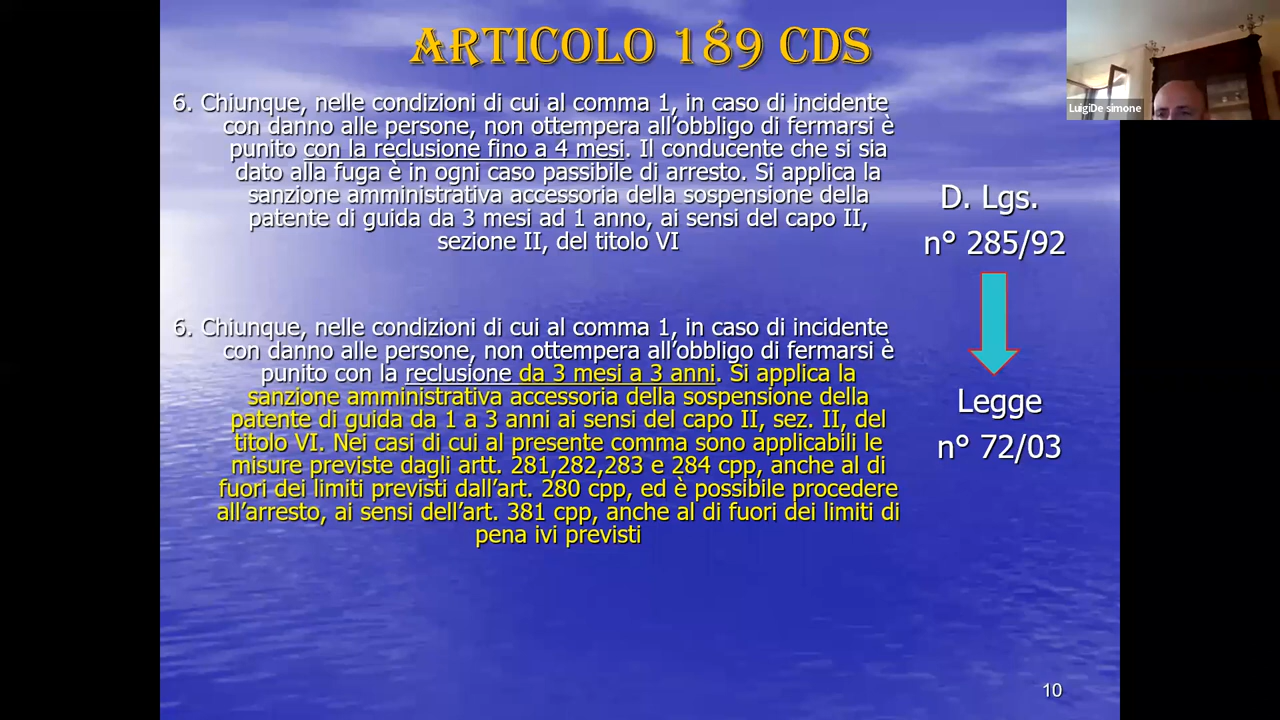 ARTICOLO 189 CDS
LuigiDe simone
6. Chiunque, nelle condizioni di cui al comma 1, in caso di incidente
con danno alle persone, non ottempera all’obbligo di fermarsi è
punito con la reclusione fino a 4 mesi. Il conducente che si sia
dato alla fuga è in ogni caso passibile di arresto. Si applica la
sanzione amministrativa accessoria della sospensione della
patente di guida da 3 mesi ad 1 anno, ai sensi del capo II,
sezione II, del titolo VI
D. Lgs.
n° 285/92
6. Chiunque, nelle condizioni di cui al comma 1, in caso di incidente
con danno alle persone, non ottempera all’obbligo di fermarsi è
punito con la reclusione da 3 mesi a 3 anni. Si applica la
sanzione amministrativa accessoria della sospensione della
patente di guida da 1 a 3 anni ai sensi del capo II, sez. II, del
titolo VI. Nei casi di cui al presente comma sono applicabili le
misure previste dagli artt. 281,282,283 e 284 cpp, anche al di
fuori dei limiti previsti dall’art. 280 cpp, ed è possibile procedere
all’arresto, ai sensi dell’art. 381 cpp, anche al di fuori dei limiti di
pena ivi previsti
Legge
n° 72/03
10